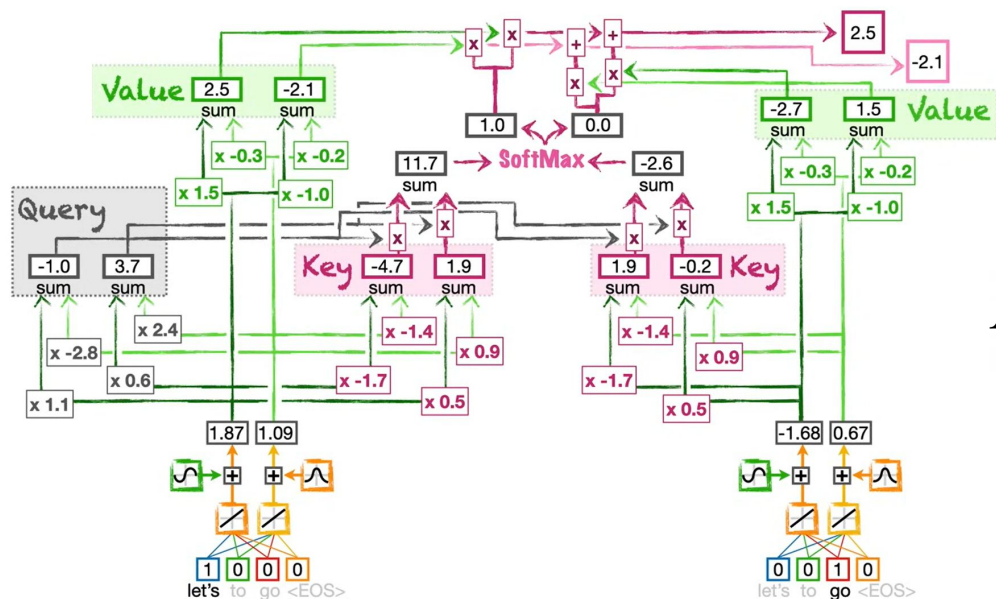 2.5
-2.1
Value 2.5 -2.1
sum sum
x x + +
x x
-2.7 1.5 Value
sum sum
1.0 0.0
SoftMax
x -0.3 x -0.2
x 1.5 x -1.0
11.7 -2.6
sum sum
x -0.3 x -0.2
x 1.5 x -1.0
Query
-1.0 3.7
sum sum
x x
Key -4.7 1.9
sum sum
x x
1.9 -0.2 Key
sum sum
x 2.4
x -2.8
x 0.6
x 1.1
x -1.4
x 0.9
x -1.7
x 0.5
x -1.4
x 0.9
x -1.7
x 0.5
1.87 1.09
+ +
1 0 0 0
let's to go <EOS>
-1.68 0.67
+ +
0 0 1 0
let's to go <EOS>